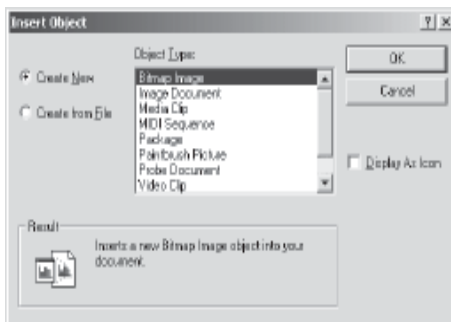 Insert Object
Object Type:
Create New
Create from File
Bitmap Image
Image Document
Media Clip
MIDI Sequence
Package
Paintbrush Picture
Probe Document
Video Clip
OK
Cancel
Display As Icon
Result
Inserts a new Bitmap Image object into your
document.